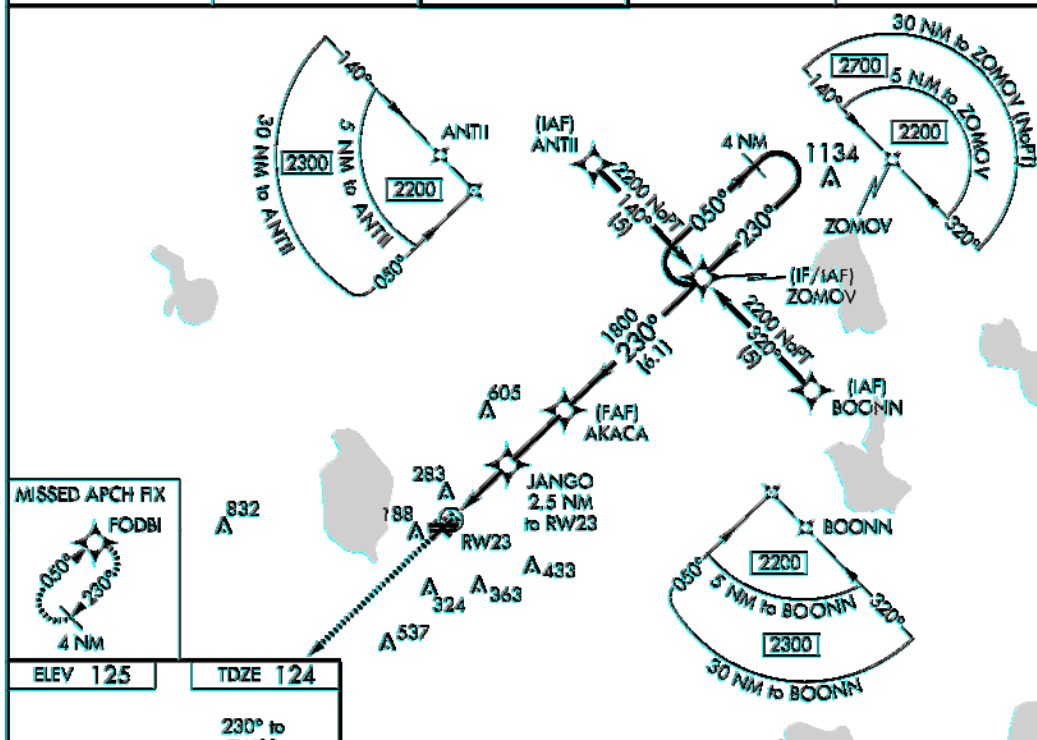 140°
2300
5 NM to ANTII
30 NM to ANTII
2200
050°
ANTII
(IAF)
ANTII
2200 NoPT
140°
(5)
4 NM
050°
230°
1134
30 NM to ZOMOV (NoPT)
2700
5 NM to ZOMOV
140°
2200
320°
ZOMOV
(IF/IAF)
ZOMOV
2200 NoPT
320°
(5)
(IAF)
BOONN
1800
230°
(6.1)
605
(FAF)
AKACA
JANGO
2.5 NM
to RW23
283
188
RW23
832
433
363
324
537
MISSED APCH FIX
FODBI
050°
230°
4 NM
BOONN
2200
050°
5 NM to BOONN
320°
2300
30 NM to BOONN
ELEV 125
TDZE 124
230° to